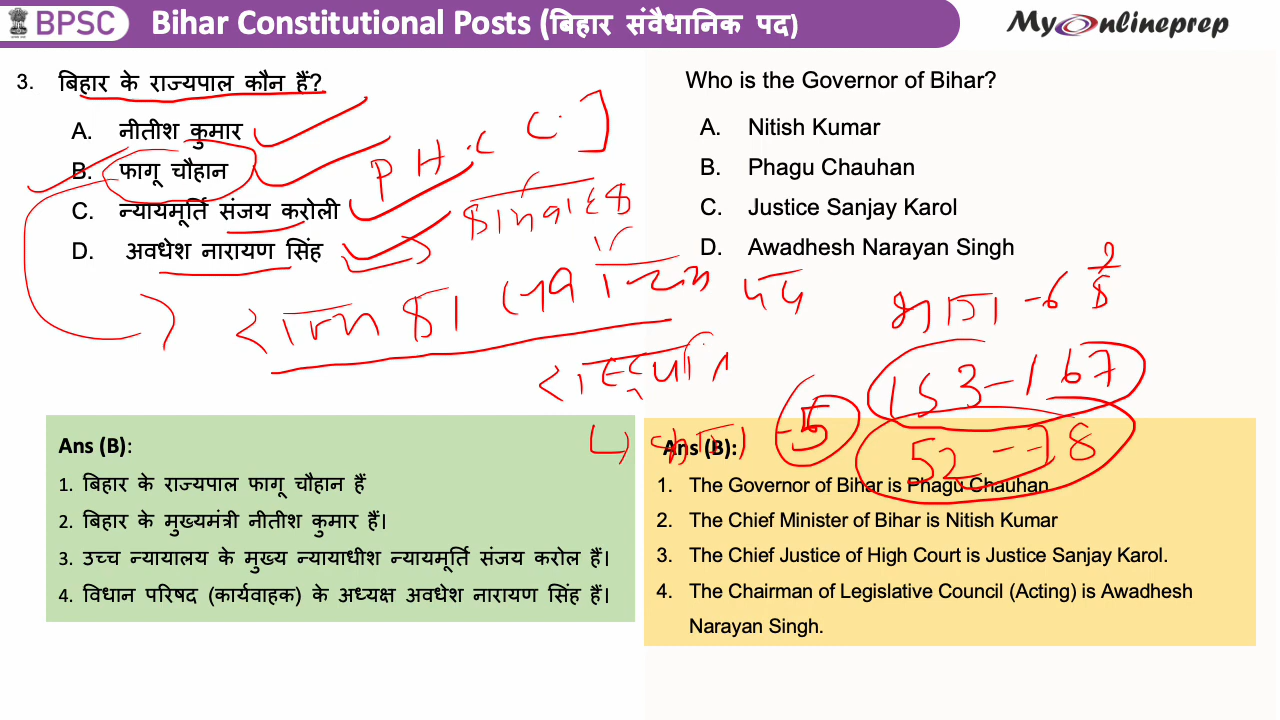 BPSC Bihar Constitutional Posts (बिहार संवैधानिक पद)
MyOnlineprep
3. बिहार के राज्यपाल कौन हैं?
A. नीतीश कुमार
B. फागू चौहान
C. न्यायमूर्ति संजय करोली
D. अवधेश नारायण सिंह
Who is the Governor of Bihar?
A. Nitish Kumar
B. Phagu Chauhan
C. Justice Sanjay Karol
D. Awadhesh Narayan Singh
P H.C C.]
भाग - 6
153 - 167
5
52 - 78
Ans (B):
1. बिहार के राज्यपाल फागू चौहान हैं
2. बिहार के मुख्यमंत्री नीतीश कुमार हैं।
3. उच्च न्यायालय के मुख्य न्यायाधीश न्यायमूर्ति संजय करोल हैं।
4. विधान परिषद (कार्यवाहक) के अध्यक्ष अवधेश नारायण सिंह हैं।
Ans (B):
1. The Governor of Bihar is Phagu Chauhan
2. The Chief Minister of Bihar is Nitish Kumar
3. The Chief Justice of High Court is Justice Sanjay Karol.
4. The Chairman of Legislative Council (Acting) is Awadhesh
Narayan Singh.